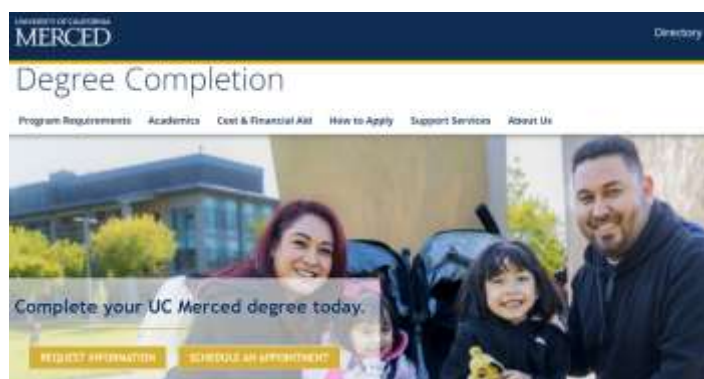 UNIVERSITY OF CALIFORNIA
MERCED
Directory
Degree Completion
Program Requirements Academics Cost & Financial Aid How to Apply Support Services About Us
Complete your UC Merced degree today.
REQUEST INFORMATION SCHEDULE AN APPOINTMENT